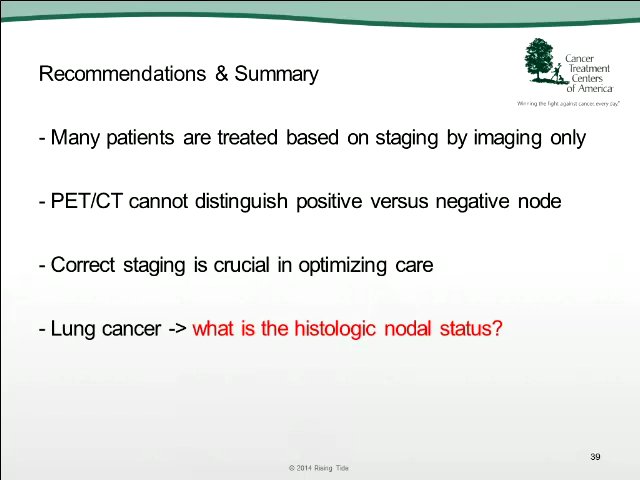 Cancer
Treatment
Centers
of America
Winning the fight against cancer, every day.®
Recommendations & Summary
- Many patients are treated based on staging by imaging only
- PET/CT cannot distinguish positive versus negative node
- Correct staging is crucial in optimizing care
- Lung cancer -> what is the histologic nodal status?
39
© 2014 Rising Tide